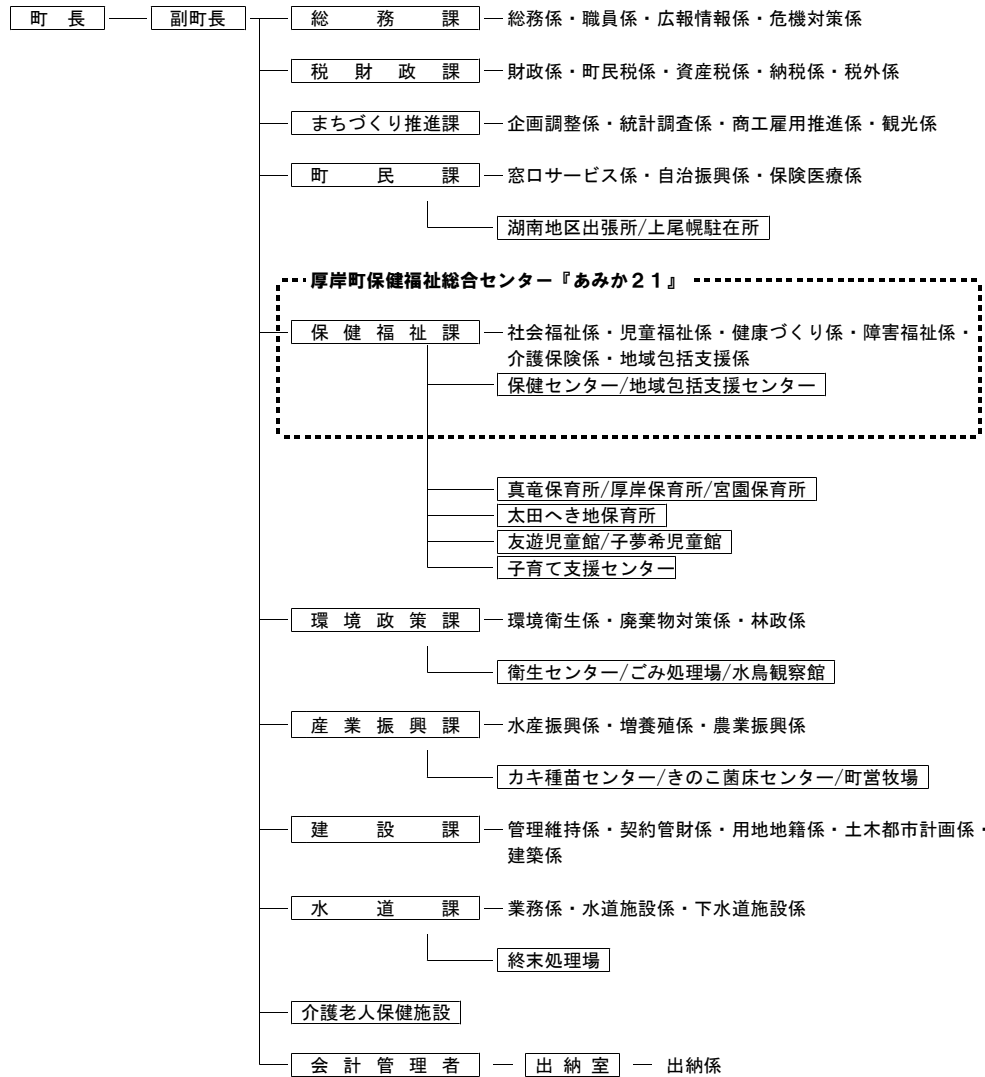 町長 副町長 総務課 総務係・職員係・広報情報係・危機対策係
税財政課 財政係・町民税係・資産税係・納税係・税外係
まちづくり推進課 企画調整係・統計調査係・商工雇用推進係・観光係
町民課 窓口サービス係・自治振興係・保険医療係
湖南地区出張所/上尾幌駐在所
厚岸町保健福祉総合センター『あみか21』
保健福祉課 社会福祉係・児童福祉係・健康づくり係・障害福祉係・
介護保険係・地域包括支援係
保健センター/地域包括支援センター
真竜保育所/厚岸保育所/宮園保育所
太田へき地保育所
友遊児童館/子夢希児童館
子育て支援センター
環境政策課 環境衛生係・廃棄物対策係・林政係
衛生センター/ごみ処理場/水鳥観察館
産業振興課 水産振興係・増養殖係・農業振興係
カキ種苗センター/きのこ菌床センター/町営牧場
建設課 管理維持係・契約管財係・用地地籍係・土木都市計画係・
建築係
水道課 業務係・水道施設係・下水道施設係
終末処理場
介護老人保健施設
会計管理者 出納室 出納係